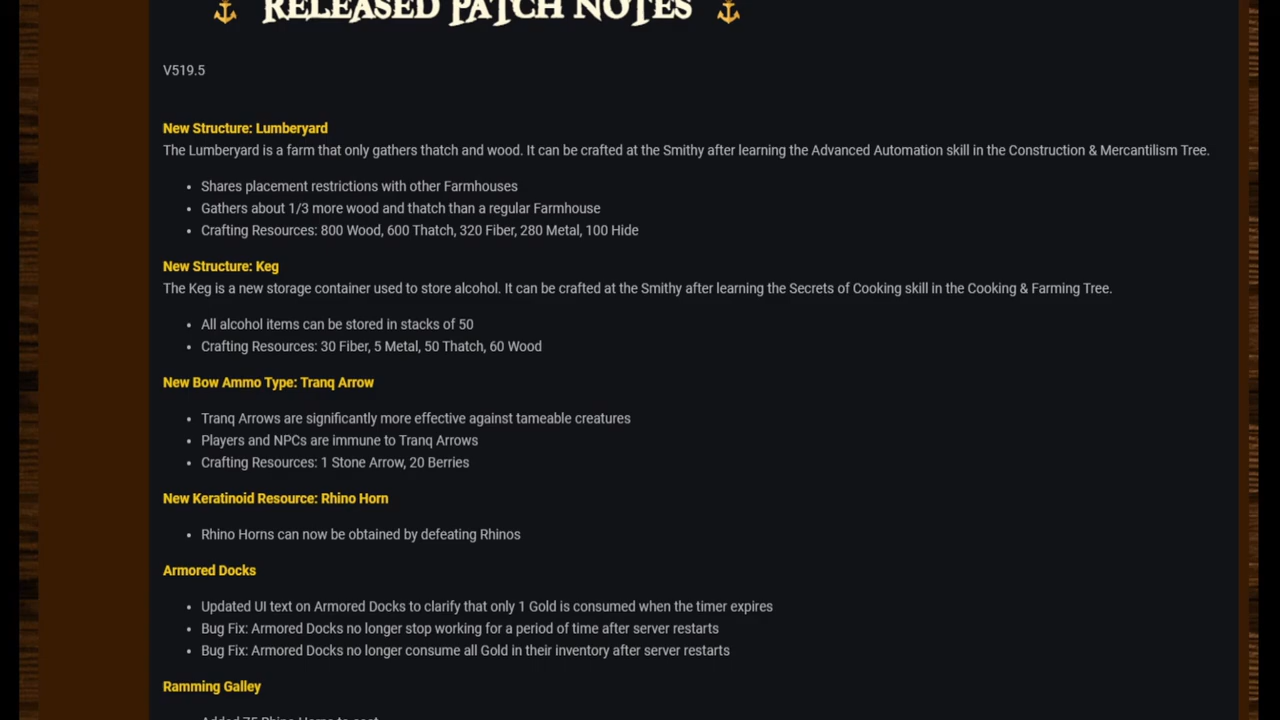 RELEASED PATCH NOTES
V519.5
New Structure: Lumberyard
The Lumberyard is a farm that only gathers thatch and wood. It can be crafted at the Smithy after learning the Advanced Automation skill in the Construction & Mercantilism Tree.
• Shares placement restrictions with other Farmhouses
• Gathers about 1/3 more wood and thatch than a regular Farmhouse
• Crafting Resources: 800 Wood, 600 Thatch, 320 Fiber, 280 Metal, 100 Hide
New Structure: Keg
The Keg is a new storage container used to store alcohol. It can be crafted at the Smithy after learning the Secrets of Cooking skill in the Cooking & Farming Tree.
• All alcohol items can be stored in stacks of 50
• Crafting Resources: 30 Fiber, 5 Metal, 50 Thatch, 60 Wood
New Bow Ammo Type: Tranq Arrow
• Tranq Arrows are significantly more effective against tameable creatures
• Players and NPCs are immune to Tranq Arrows
• Crafting Resources: 1 Stone Arrow, 20 Berries
New Keratinoid Resource: Rhino Horn
• Rhino Horns can now be obtained by defeating Rhinos
Armored Docks
• Updated UI text on Armored Docks to clarify that only 1 Gold is consumed when the timer expires
• Bug Fix: Armored Docks no longer stop working for a period of time after server restarts
• Bug Fix: Armored Docks no longer consume all Gold in their inventory after server restarts
Ramming Galley
Added 75 Rhino Horns to cost